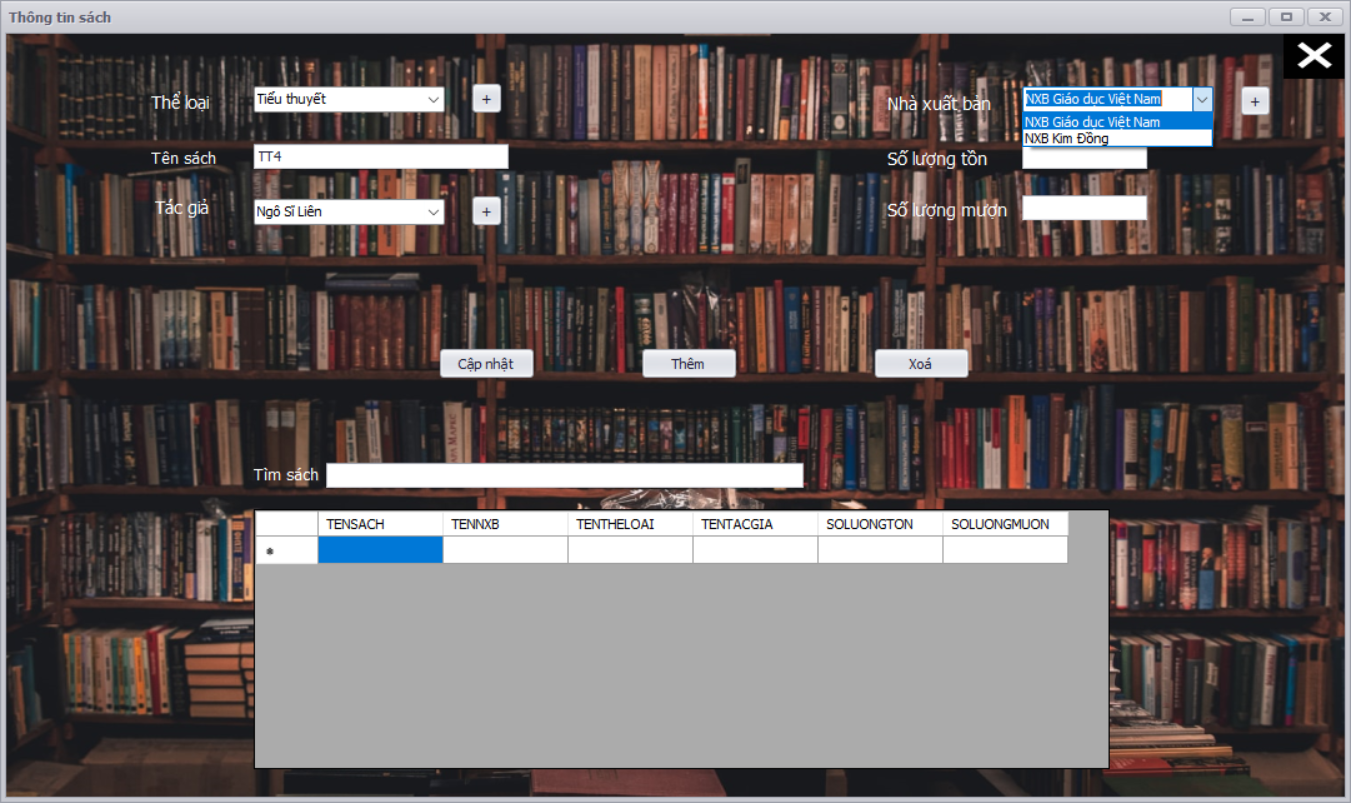 Thông tin sách
Thể loại
Tiểu thuyết
+
Nhà xuất bản
NXB Giáo dục Việt Nam
+
NXB Giáo dục Việt Nam
NXB Kim Đồng
Tên sách
TT4
Số lượng tồn
Tác giả
Ngô Sĩ Liên
+
Số lượng mượn
Cập nhật
Thêm
Xoá
Tìm sách
TENSACH TENNXB TENTHELOAI TENTACGIA SOLUONGTON SOLUONGMUON